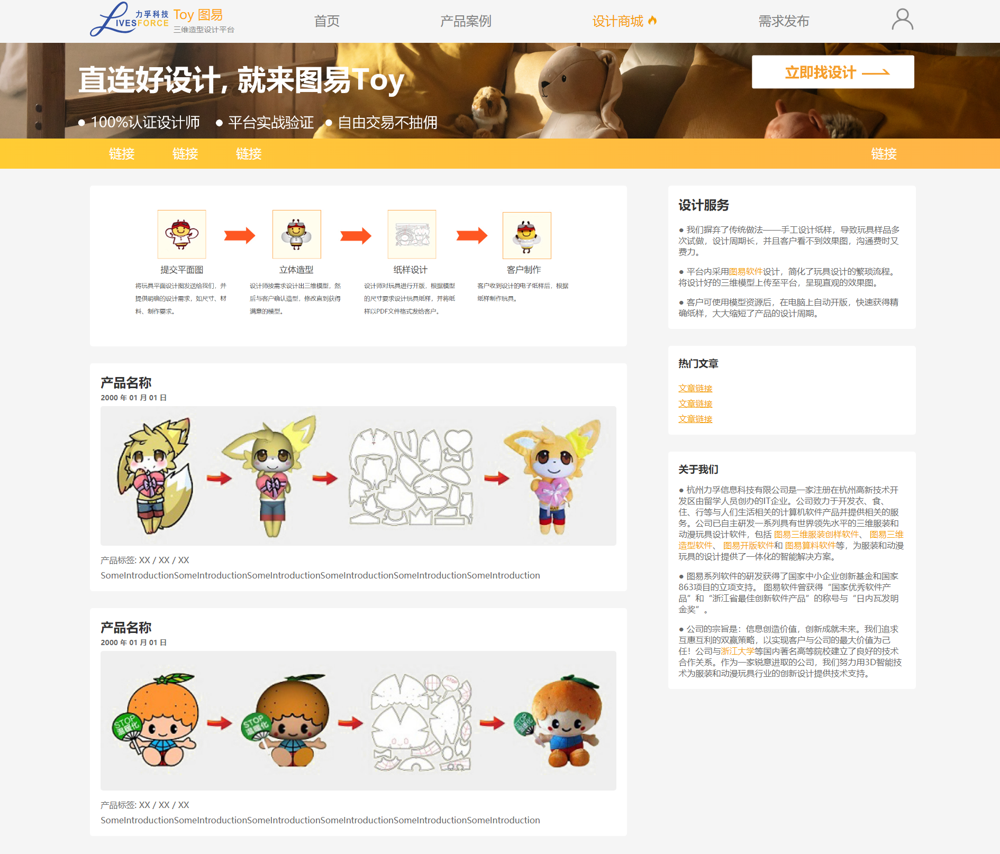 力孚科技
LIVESFORCE
Toy 图易
三维造型设计平台
首页
产品案例
设计商城
需求发布
直连好设计, 就来图易Toy
立即找设计
● 100%认证设计师
● 平台实战验证
● 自由交易不抽佣
链接
链接
链接
链接
提交平面图
将玩具平面设计图发送给我们，并
提供明确的设计需求，如尺寸、材
料、制作要求。
立体造型
设计师按需求设计出三维模型，然
后与客户确认造型，修改直到获得
满意的模型。
纸样设计
设计师对玩具进行开版，根据模型
的尺寸要求设计玩具纸样，并将纸
样以PDF文件格式发给客户。
客户制作
客户收到设计的电子纸样后，根据
纸样制作玩具。
产品名称
2000 年 01 月 01 日
产品标签: XX / XX / XX
SomeIntroductionSomeIntroductionSomeIntroductionSomeIntroductionSomeIntroductionSomeIntroduction
产品名称
2000 年 01 月 01 日
STOP
温暖化
STOP
温暖化
STOP
STOP
温暖化
产品标签: XX / XX / XX
SomeIntroductionSomeIntroductionSomeIntroductionSomeIntroductionSomeIntroductionSomeIntroduction
设计服务
● 我们摒弃了传统做法——手工设计纸样，导致玩具样品多
次试做，设计周期长，并且客户看不到效果图，沟通费时又
费力。
● 平台内采用图易软件设计，简化了玩具设计的繁琐流程。
将设计好的三维模型上传至平台，呈现直观的效果图。
● 客户可使用模型资源后，在电脑上自动开版，快速获得精
确纸样，大大缩短了产品的设计周期。
热门文章
文章链接
文章链接
文章链接
关于我们
● 杭州力孚信息科技有限公司是一家注册在杭州高新技术开
发区由留学人员创办的IT企业。公司致力于开发衣、食、
住、行等与人们生活相关的计算机软件产品并提供相关的服
务。公司已自主研发一系列具有世界领先水平的三维服装和
动漫玩具设计软件，包括 图易三维服装创样软件、 图易三维
造型软件、 图易开版软件和 图易算料软件等，为服装和动漫
玩具的设计提供了一体化的智能解决方案。
● 图易系列软件的研发获得了国家中小企业创新基金和国家
863项目的立项支持。 图易软件曾获得“国家优秀软件产
品”和“浙江省最佳创新软件产品”的称号与“日内瓦发明
金奖”。
● 公司的宗旨是：信息创造价值，创新成就未来。我们追求
互惠互利的双赢策略，以实现客户与公司的最大价值为己
任！公司与浙江大学等国内著名高等院校建立了良好的技术
合作关系。作为一家锐意进取的公司，我们努力用3D智能技
术为服装和动漫玩具行业的创新设计提供技术支持。